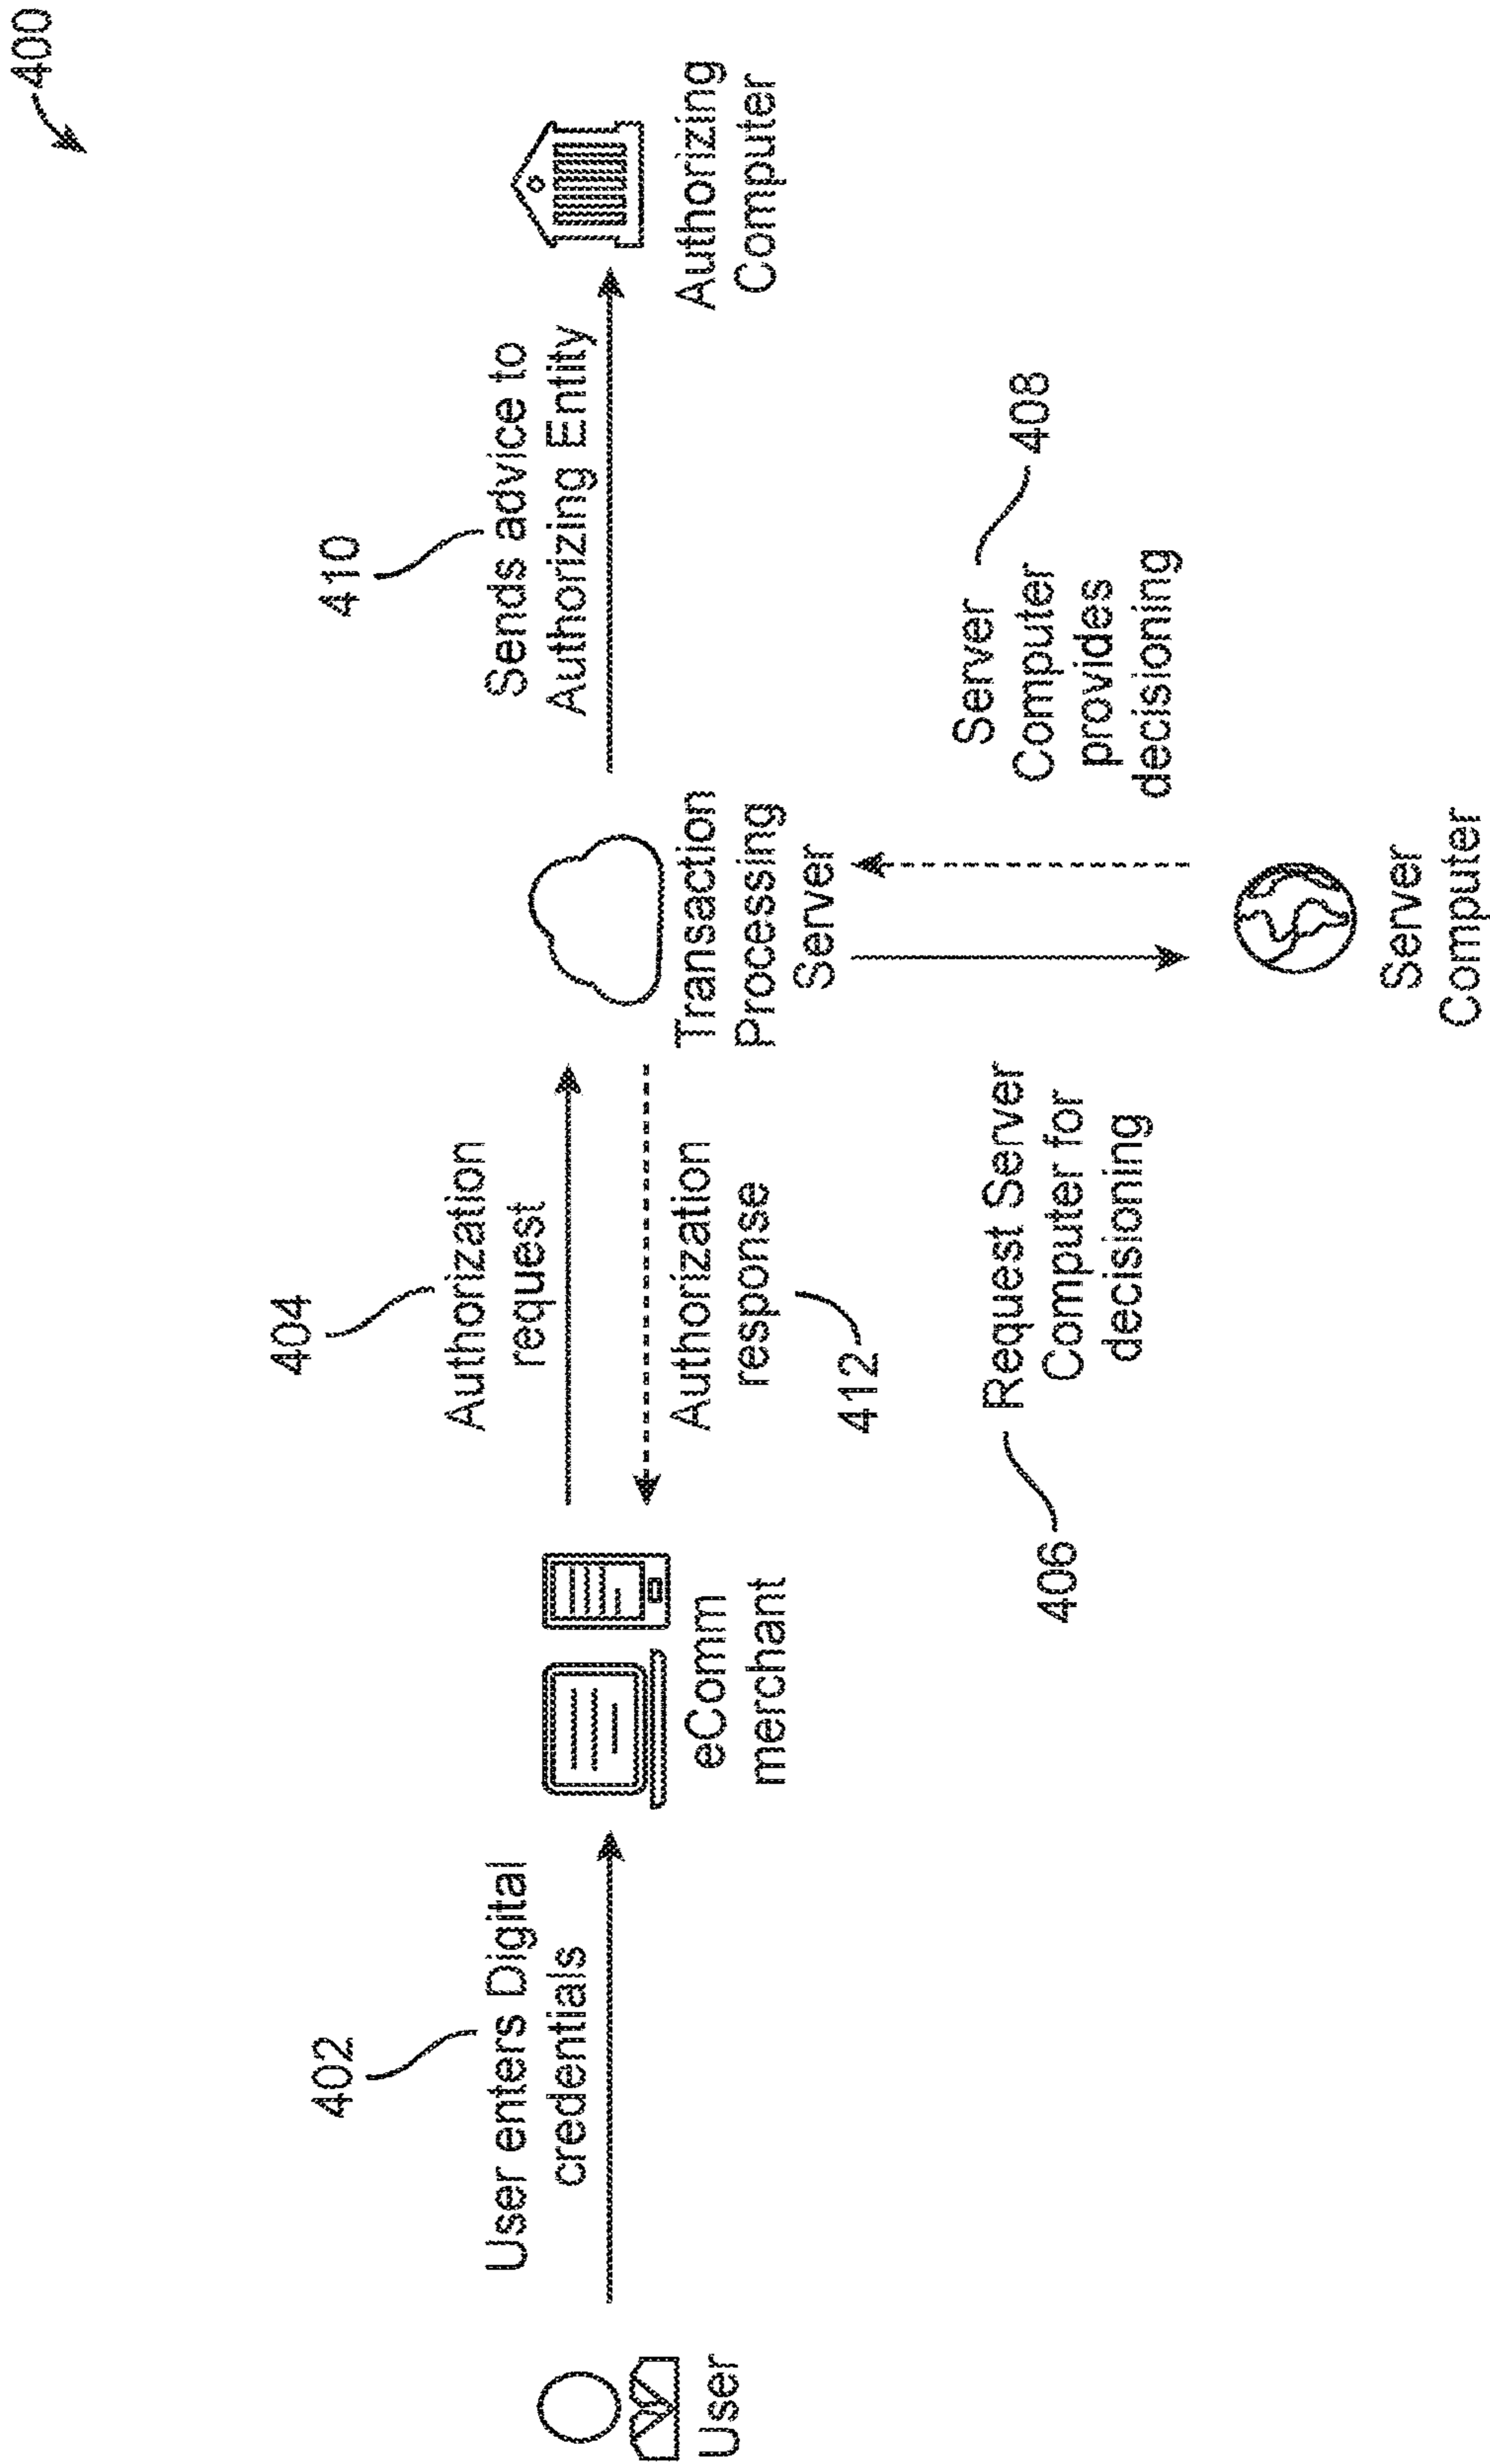 400
402
User enters Digital
credentials
404
Authorization
request
410
Sends advice to
Authorizing Entity
User
eComm
merchant
Authorization
response
412
Transaction
Processing
Server
Authorizing
Computer
406
Request Server
Computer for
decisioning
Server
Computer
provides
decisioning
408
Server
Computer